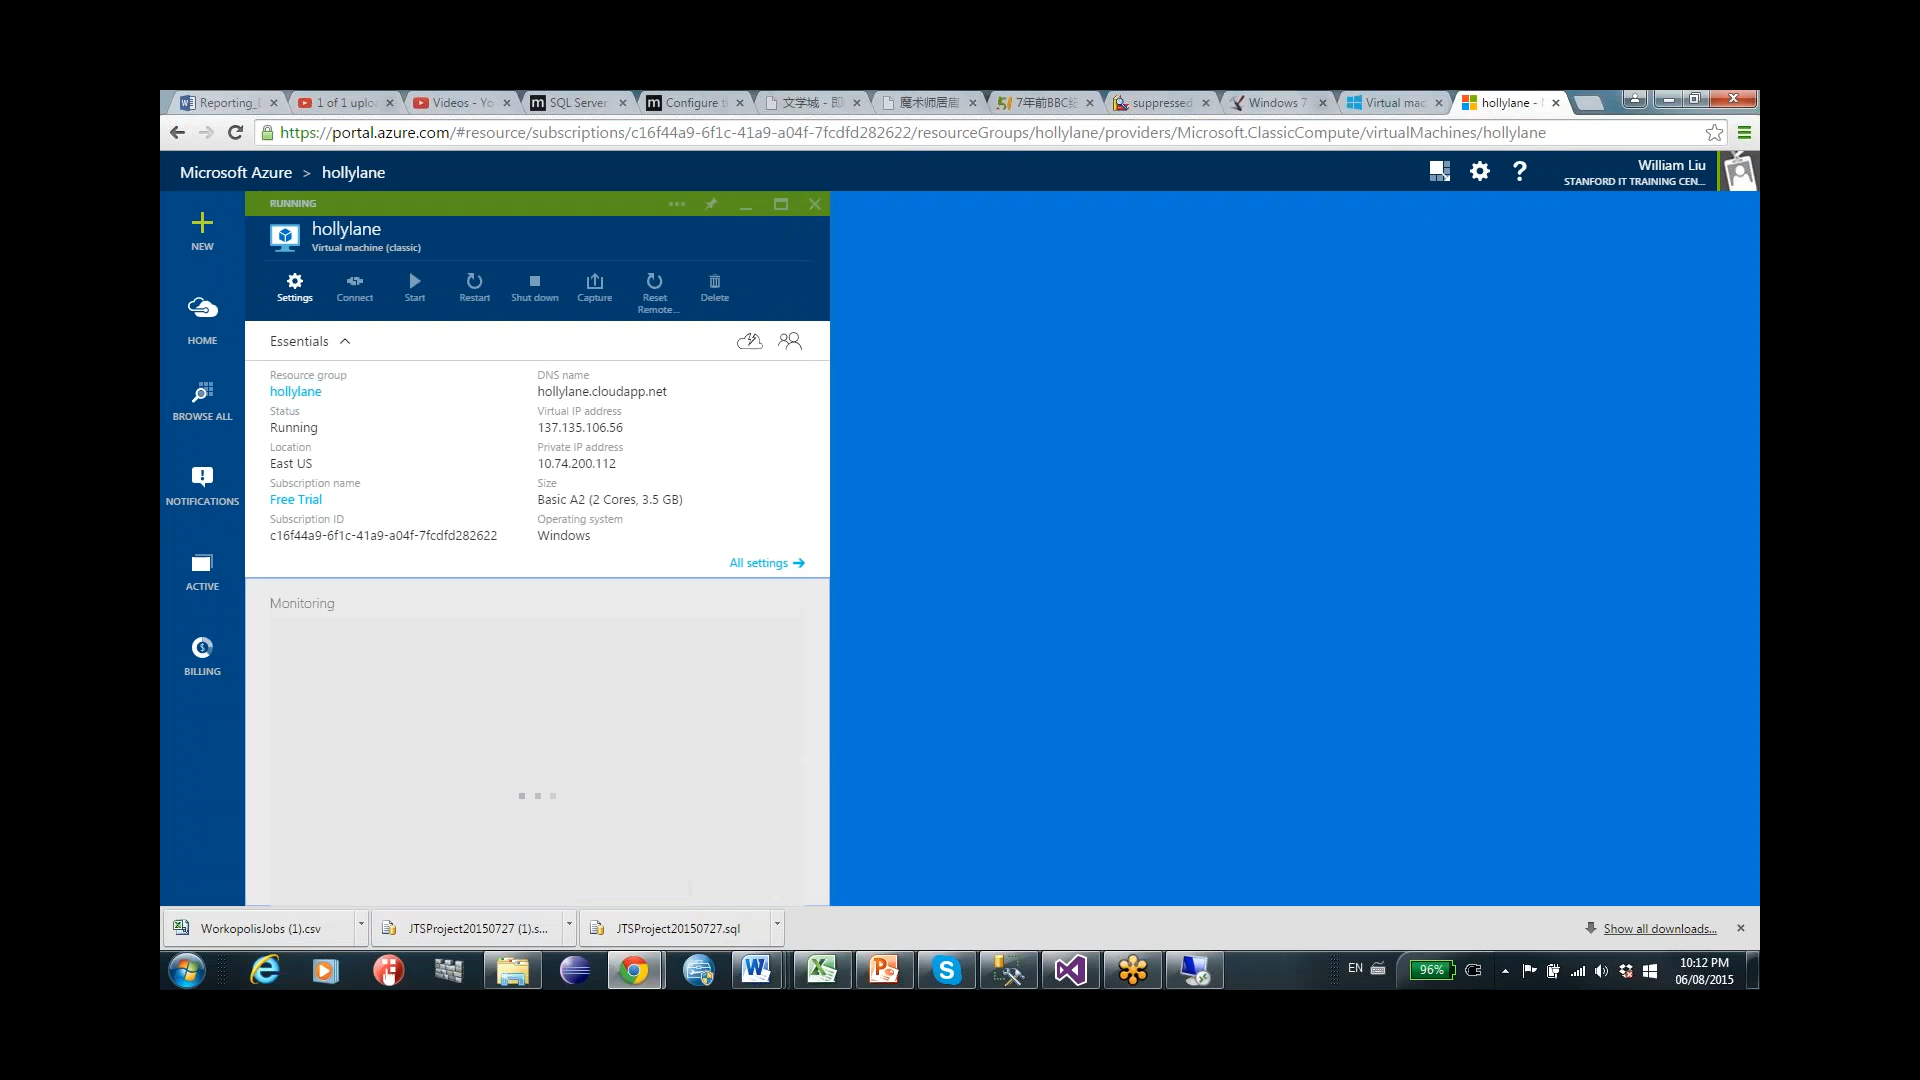 Reporting_
1 of 1 uplo
Videos - Yo
SQL Server
Configure t
文学城 - 即
魔术师居
7年前BBC
suppressed
Windows 7
Virtual mac
hollylane -
https://portal.azure.com/#resource/subscriptions/c16f44a9-6f1c-41a9-a04f-7fcdfd282622/resourceGroups/hollylane/providers/Microsoft.ClassicCompute/virtualMachines/hollylane
Microsoft Azure > hollylane
William Liu
STANFORD IT TRAINING CEN...
NEW
HOME
BROWSE ALL
NOTIFICATIONS
ACTIVE
BILLING
RUNNING
hollylane
Virtual machine (classic)
Settings Connect Start Restart Shut down Capture Reset Remote... Delete
Essentials
Resource group
hollylane
Status
Running
Location
East US
Subscription name
Free Trial
Subscription ID
c16f44a9-6f1c-41a9-a04f-7fcdfd282622
DNS name
hollylane.cloudapp.net
Virtual IP address
137.135.106.56
Private IP address
10.74.200.112
Size
Basic A2 (2 Cores, 3.5 GB)
Operating system
Windows
All settings
Monitoring
WorkopolisJobs (1).csv
JTSProject20150727 (1).s...
JTSProject20150727.sql
Show all downloads...
EN
96%
10:12 PM
06/08/2015